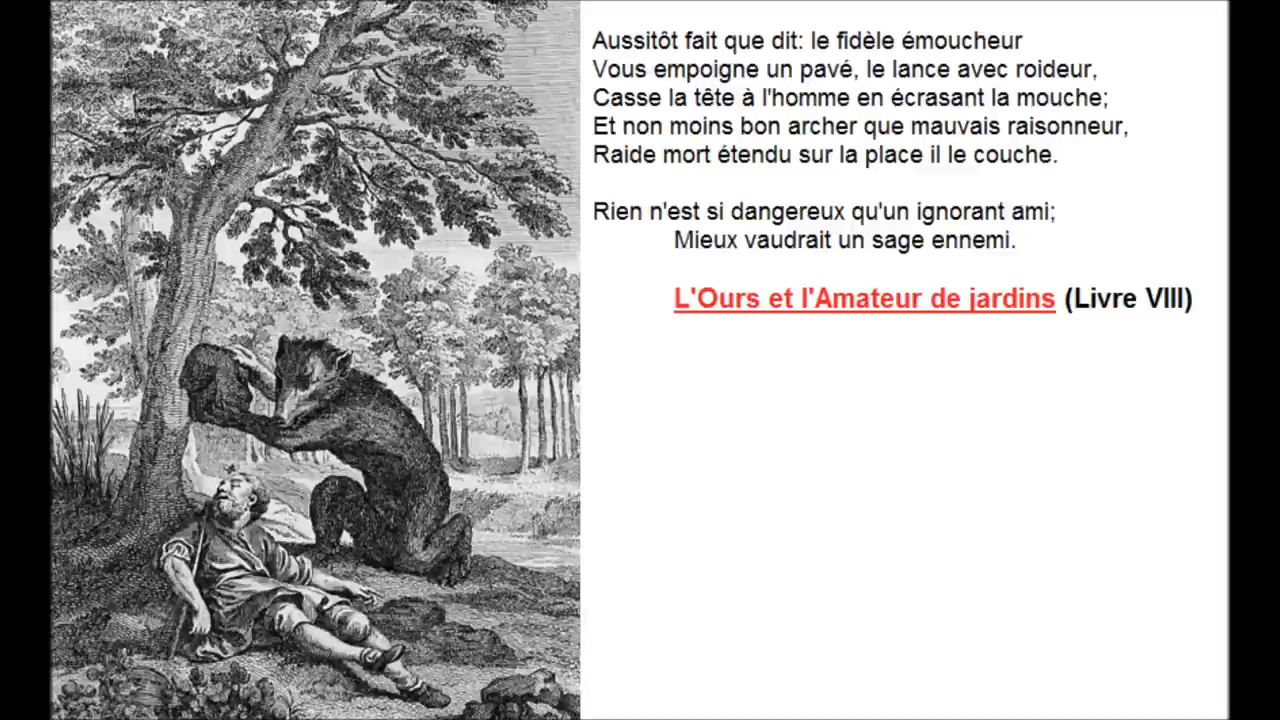 Aussitôt fait que dit: le fidèle émoucheur
Vous empoigne un pavé, le lance avec roideur,
Casse la tête à l'homme en écrasant la mouche;
Et non moins bon archer que mauvais raisonneur,
Raide mort étendu sur la place il le couche.
Rien n'est si dangereux qu'un ignorant ami;
Mieux vaudrait un sage ennemi.
L'Ours et l'Amateur de jardins (Livre VIII)